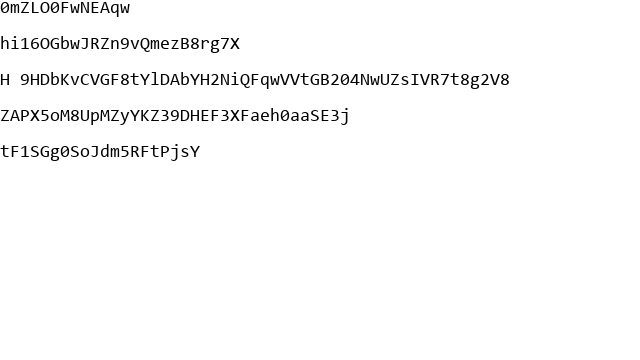 0mZLO0FwNEAqw
hi16OGbwJRZn9vQmezB8rg7X
H 9HDbKvCVGF8tYlDAbYH2NiQFqwVVtGB204NwUZsIVR7t8g2V8
ZAPX5oM8UpMZyYKZ39DHEF3XFaeh0aaSE3j
tF1SGg0SoJdm5RFtPjsY